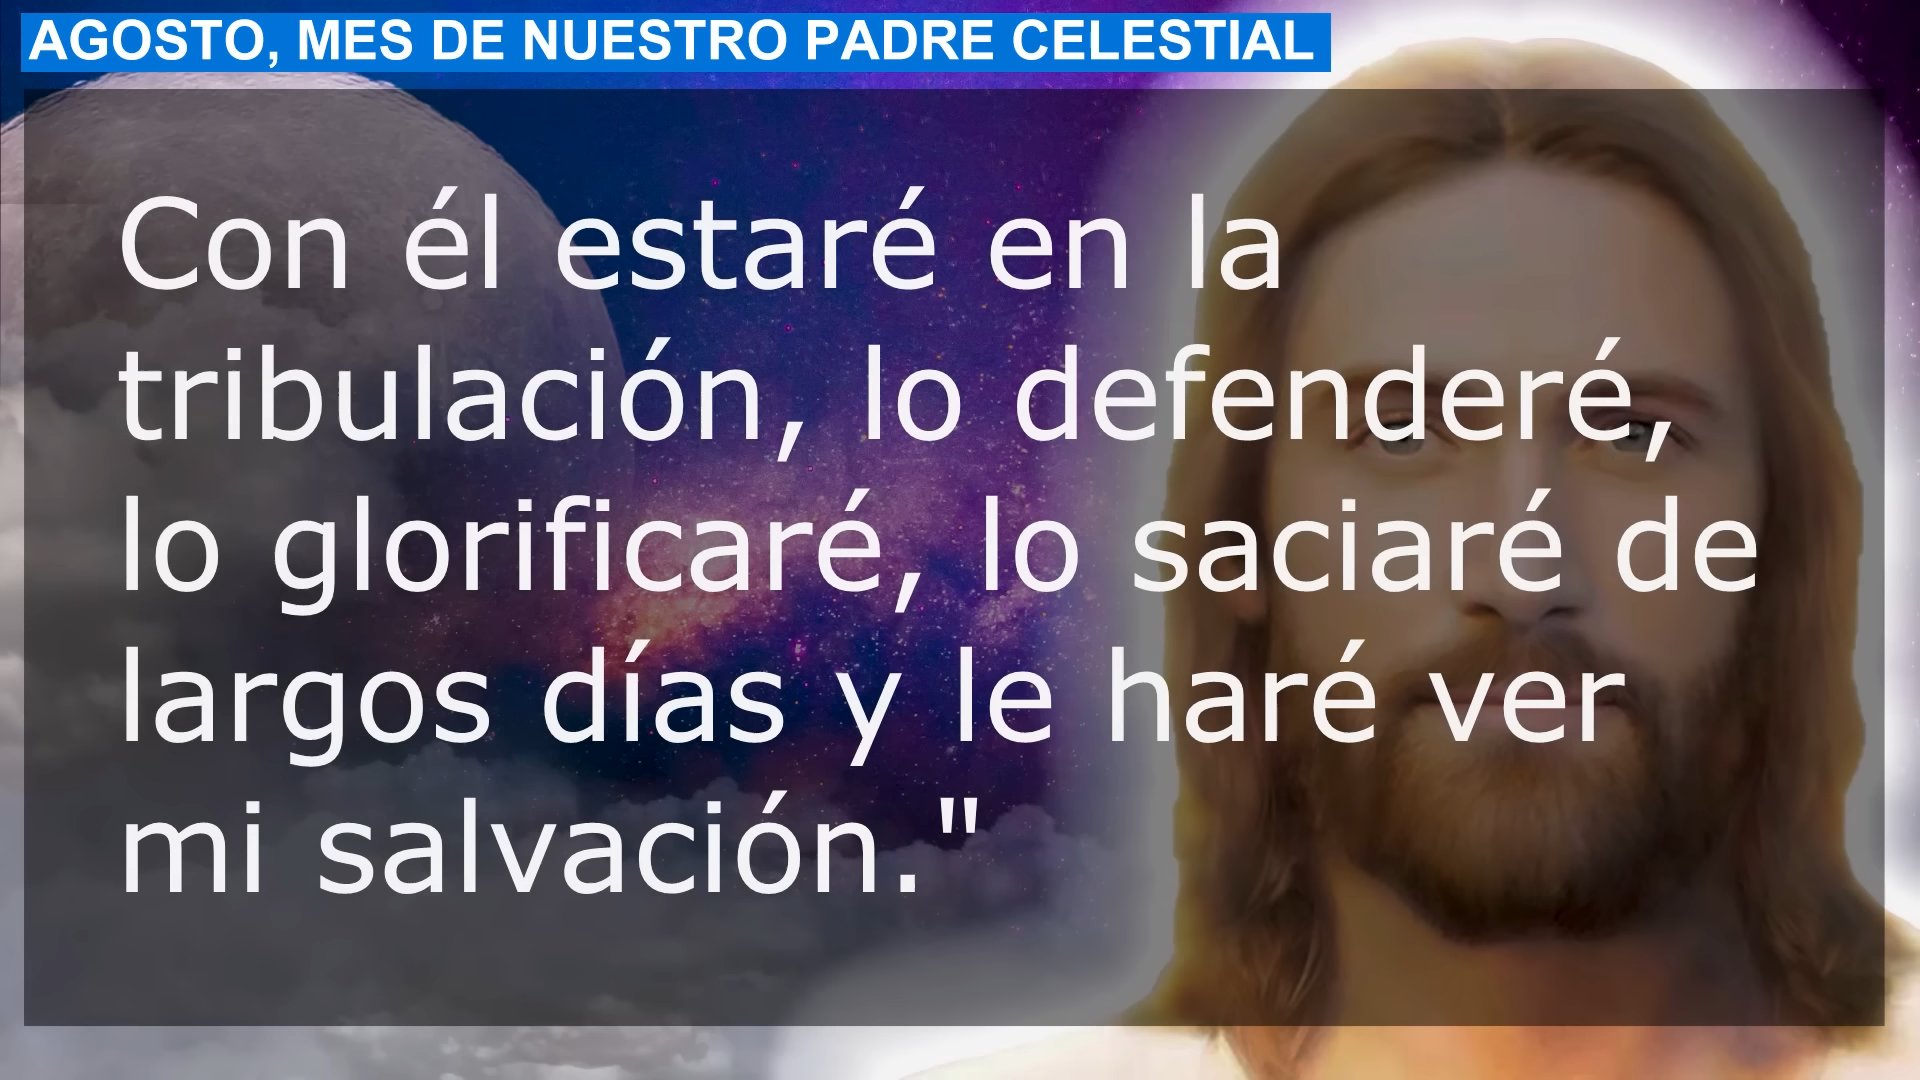 AGOSTO, MES DE NUESTRO PADRE CELESTIAL
Con él estaré en la
tribulación, lo defenderé,
lo glorificaré, lo saciaré de
largos días y le haré ver
mi salvación."